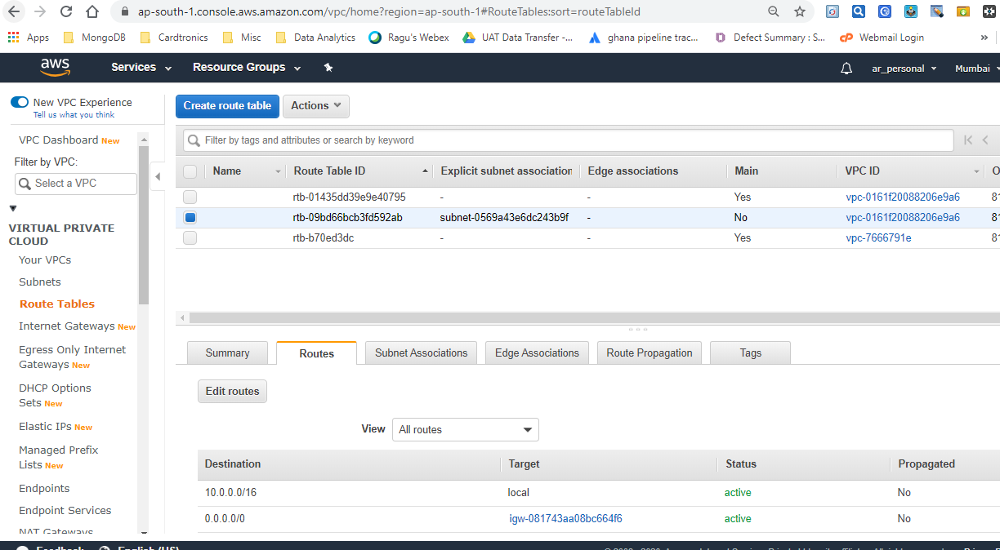 ap-south-1.console.aws.amazon.com/vpc/home?region=ap-south-1#RouteTables:sort=routeTableId
Apps MongoDB Cardtronics Misc Data Analytics Ragu's Webex UAT Data Transfer -... ghana pipeline trac... Defect Summary : S... Webmail Login »
aws Services Resource Groups ar_personal Mumbai
New VPC Experience
Tell us what you think
VPC Dashboard New
Filter by VPC:
Select a VPC
VIRTUAL PRIVATE
CLOUD
Your VPCs
Subnets
Route Tables
Internet Gateways New
Egress Only Internet
Gateways New
DHCP Options
Sets New
Elastic IPs New
Managed Prefix
Lists New
Endpoints
Endpoint Services
NAT Gateways
Create route table Actions
Filter by tags and attributes or search by keyword
Name Route Table ID Explicit subnet association Edge associations Main VPC ID
rtb-01435dd39e9e40795 - - Yes vpc-0161f20088206e9a6
rtb-09bd66bcb3fd592ab subnet-0569a43e6dc243b9f - No vpc-0161f20088206e9a6
rtb-b70ed3dc - - Yes vpc-7666791e
Summary Routes Subnet Associations Edge Associations Route Propagation Tags
Edit routes
View All routes
Destination Target Status Propagated
10.0.0.0/16 local active No
0.0.0.0/0 igw-081743aa08bc664f6 active No
Feedback English (US)